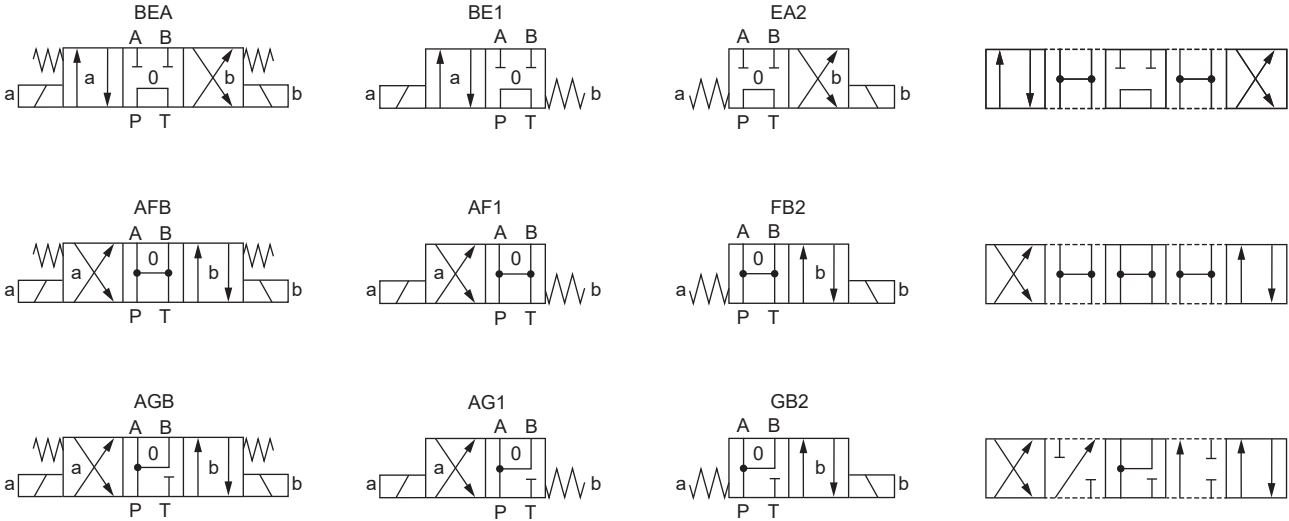 BEA BE1 EA2
A B A B A B
a 0 b a 0 0 b
a b b a b
P T P T P T
AFB AF1 FB2
A B A B A B
0 0 0
a b a b
a b b a b
P T P T P T
AGB AG1 GB2
A B A B A B
0 0 0
a b a b
a b a b a b
P T P T P T